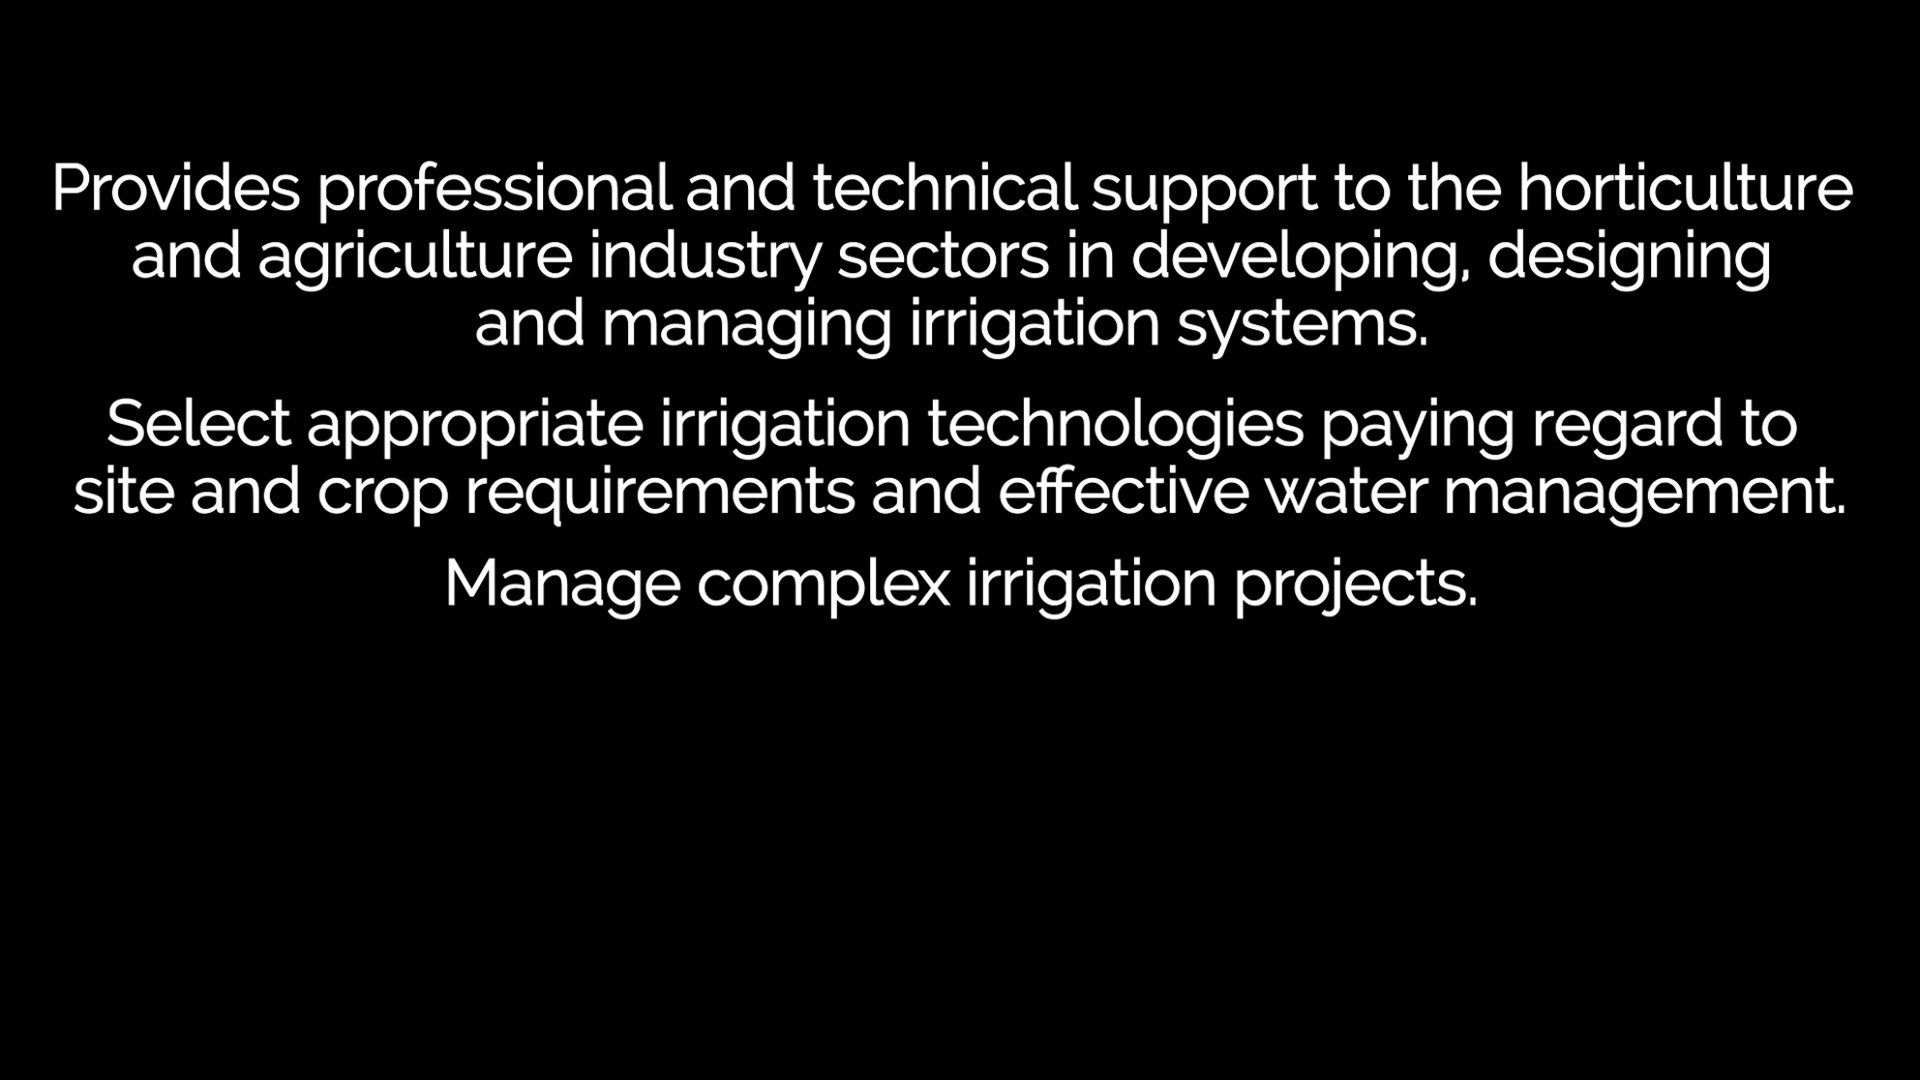 Provides professional and technical support to the horticulture
and agriculture industry sectors in developing, designing
and managing irrigation systems.
Select appropriate irrigation technologies paying regard to
site and crop requirements and effective water management.
Manage complex irrigation projects.